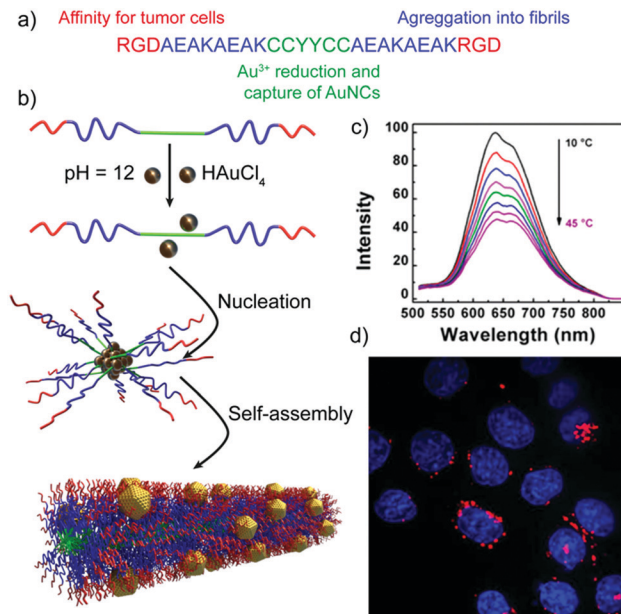 a)
Affinity for tumor cells
Agreggation into fibrils
RGDAEAKAEAKCCYYCCAEAKAEAKRGD
Au³⁺ reduction and
capture of AuNCs
b)
pH = 12
HAuCl₄
Nucleation
Self-assembly
c)
100
80
60
40
20
0
Intensity
10 °C
45 °C
500 550 600 650 700 750 800
Wavelength (nm)
d)